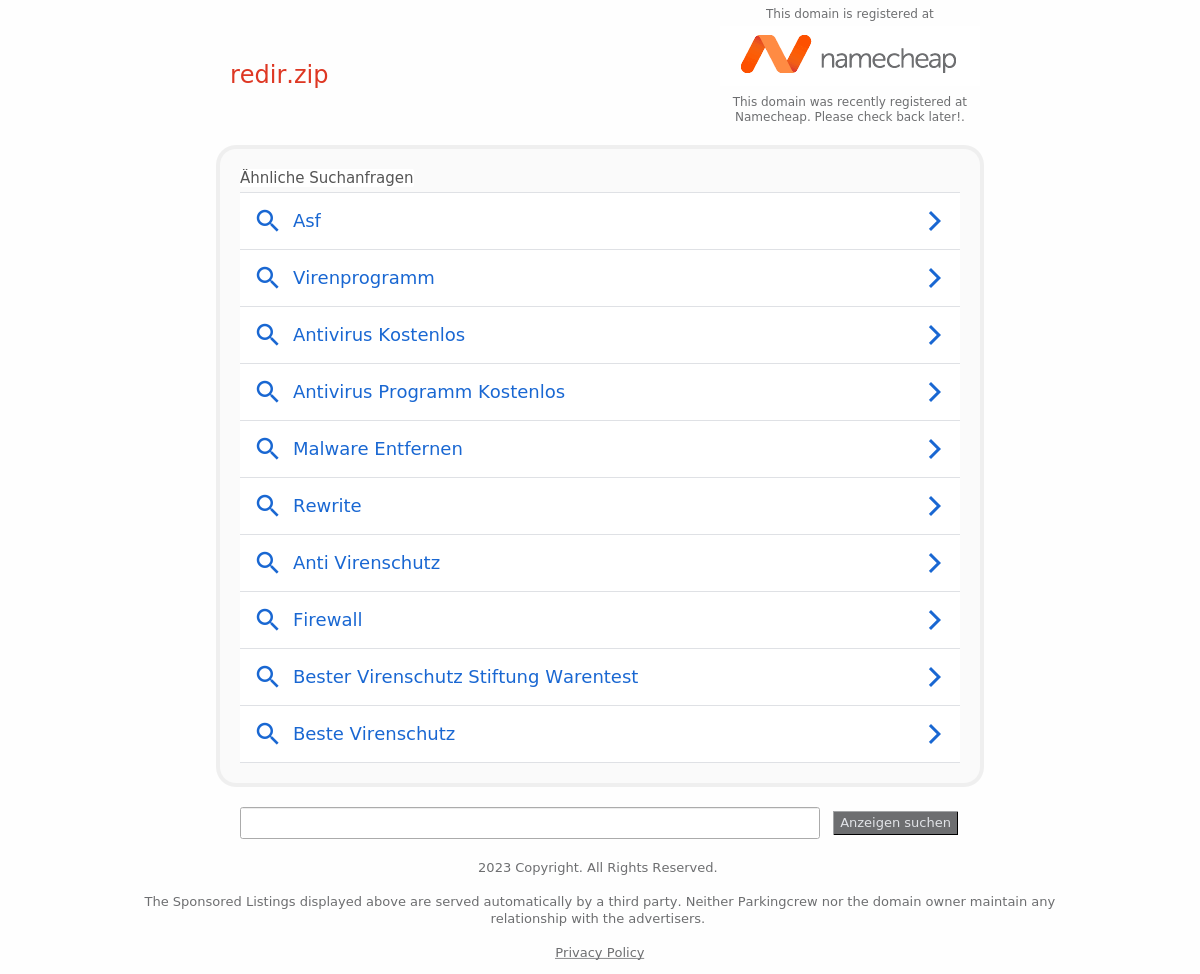 This domain is registered at
namecheap
redir.zip
This domain was recently registered at
Namecheap. Please check back later!.
Ähnliche Suchanfragen
Asf
Virenprogramm
Antivirus Kostenlos
Antivirus Programm Kostenlos
Malware Entfernen
Rewrite
Anti Virenschutz
Firewall
Bester Virenschutz Stiftung Warentest
Beste Virenschutz
Anzeigen suchen
2023 Copyright. All Rights Reserved.
The Sponsored Listings displayed above are served automatically by a third party. Neither Parkingcrew nor the domain owner maintain any
relationship with the advertisers.
Privacy Policy